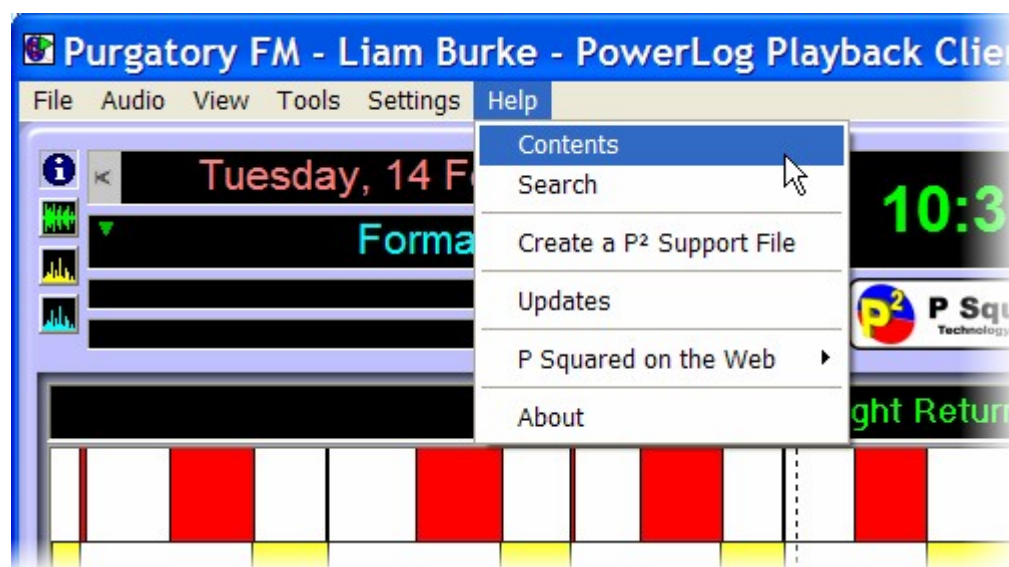 Purgatory FM - Liam Burke - PowerLog Playback Clie
File Audio View Tools Settings Help
Contents
Search
Create a P² Support File
Updates
P Squared on the Web
About
Tuesday, 14 F
10:3
Forma
P² P Squ
Technology
ght Return